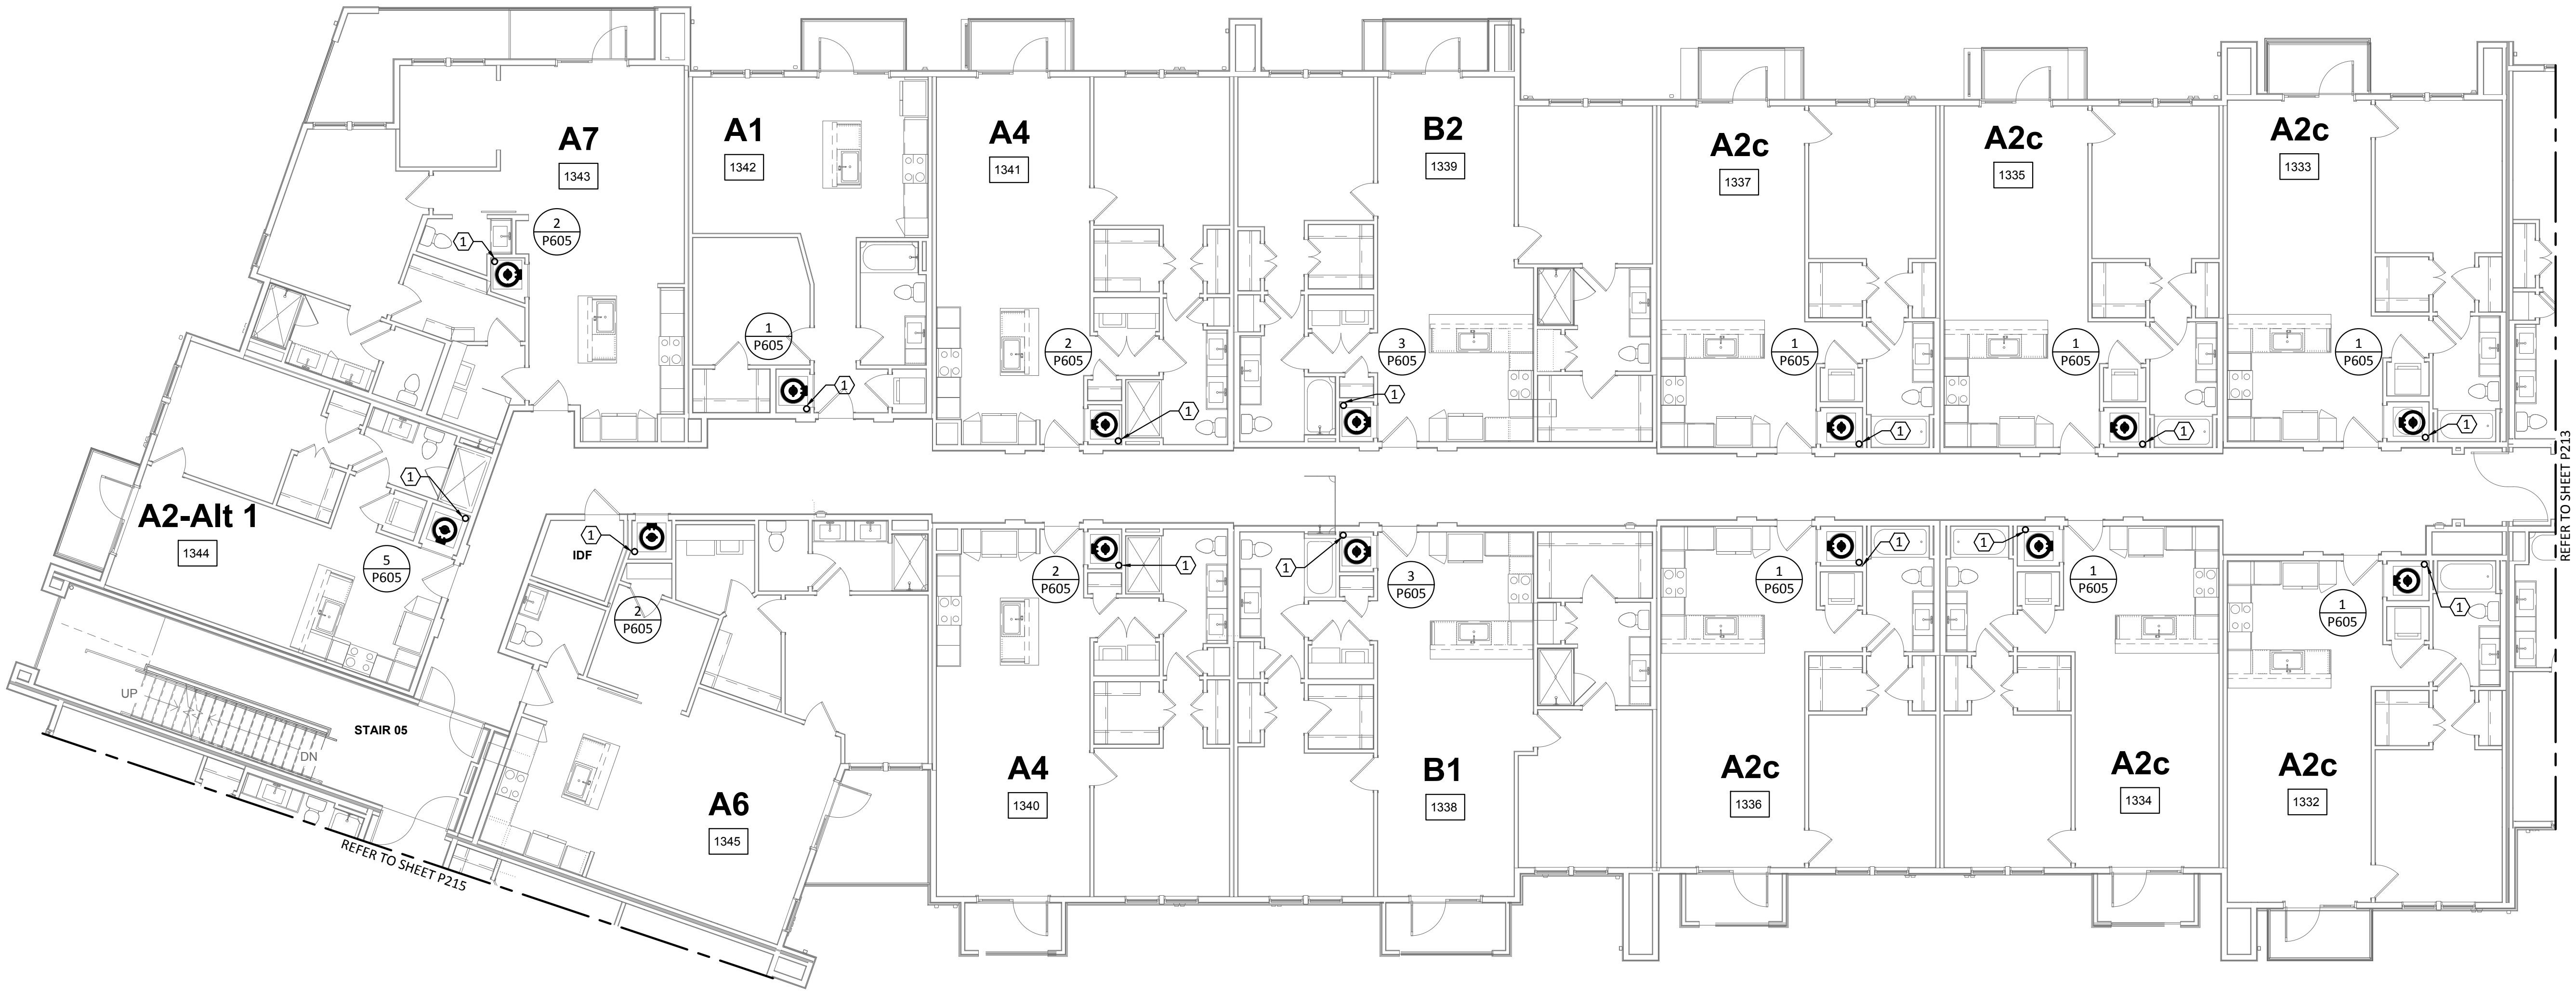 A7
1343
2
P605
1
A1
1342
1
P605
1
A4
1341
2
P605
1
B2
1339
3
P605
1
A2c
1337
1
P605
1
A2c
1335
1
P605
1
A2c
1333
1
P605
1
REFER TO SHEET P213
A2-Alt 1
1344
5
P605
1
UP
DN
STAIR 05
REFER TO SHEET P215
IDF
1
2
P605
A6
1345
2
P605
1
A4
1340
1
3
P605
B1
1338
1
P605
1
A2c
1336
1
1
P605
A2c
1334
1
P605
1
A2c
1332